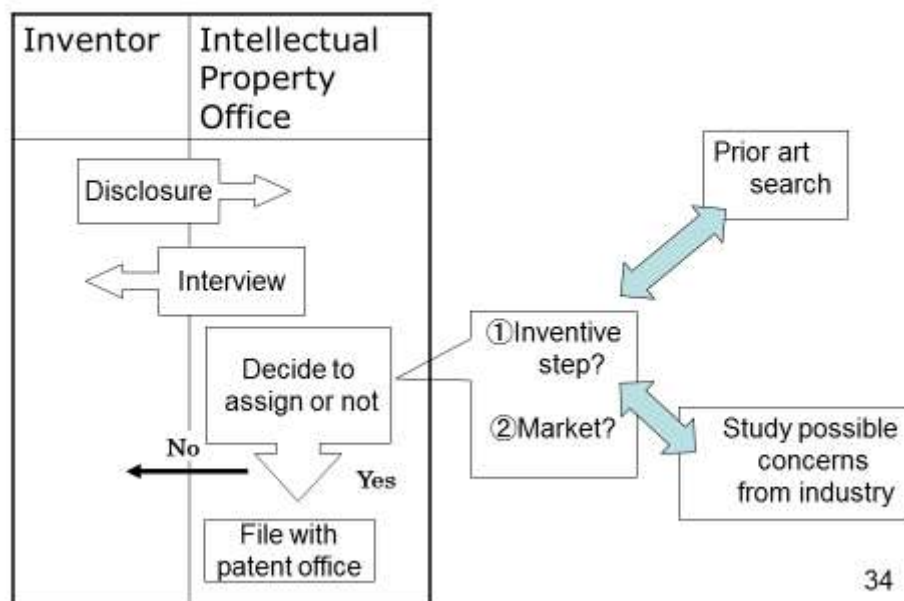 Inventor
Intellectual
Property
Office
Disclosure
Interview
Decide to
assign or not
No
Yes
File with
patent office
①Inventive
step?
②Market?
Prior art
search
Study possible
concerns
from industry
34